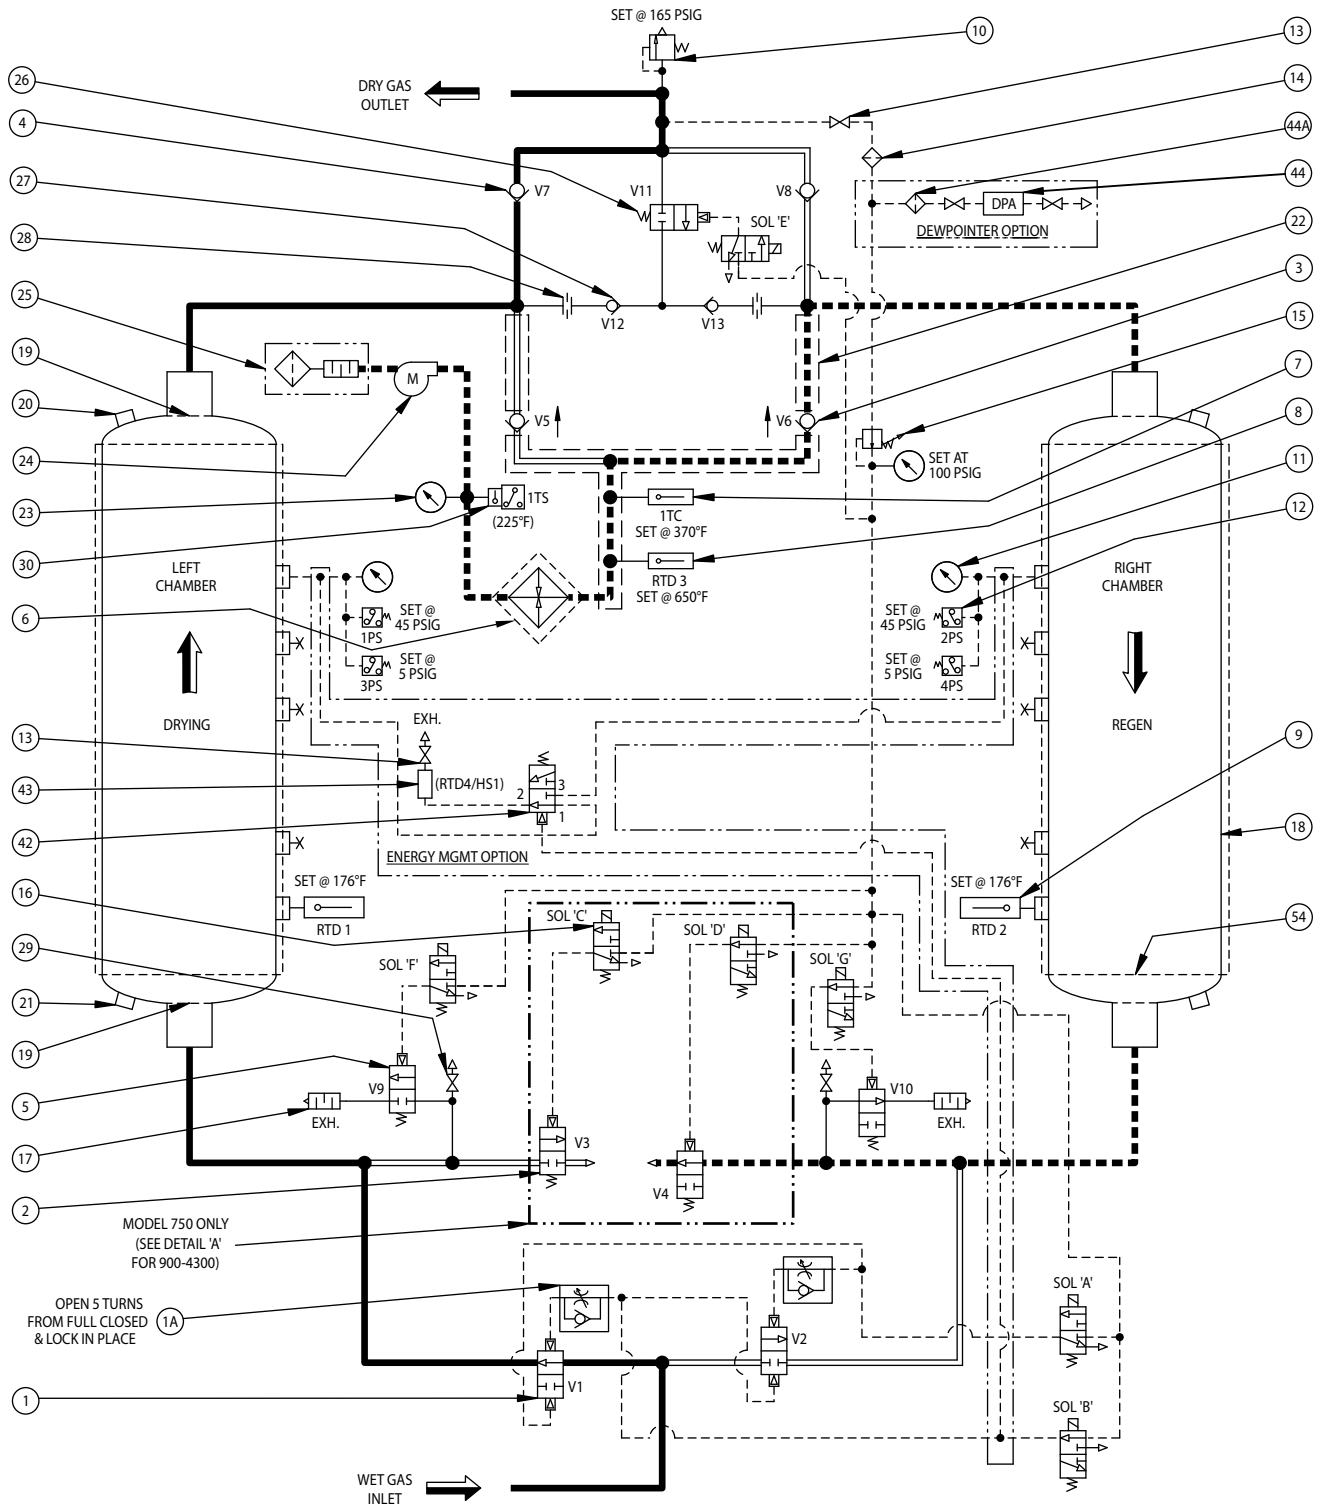 SET @ 165 PSIG
10
13
26
DRY GAS
OUTLET
14
4
44A
27
V7
V11
V8
44
DPA
SOL 'E'
DEWPOINTER OPTION
22
28
3
25
V12
V13
15
19
M
7
20
V5
V6
8
24
SET AT
100 PSIG
11
23
1TS
(225°F)
1TC
SET @ 370°F
12
30
LEFT
CHAMBER
RTD 3
SET @ 650°F
RIGHT
CHAMBER
6
SET @
45 PSIG
1PS
SET @
45 PSIG
2PS
SET @
5 PSIG
3PS
SET @
5 PSIG
4PS
DRYING
EXH.
REGEN
13
9
43
(RTD4/HS1)
2
3
1
42
ENERGY MGMT OPTION
18
16
SET @ 176°F
RTD 1
SET @ 176°F
RTD 2
SOL 'C'
SOL 'D'
54
29
SOL 'F'
SOL 'G'
21
19
5
V9
V10
EXH.
EXH.
17
V3
V4
2
MODEL 750 ONLY
(SEE DETAIL 'A'
FOR 900-4300)
OPEN 5 TURNS
FROM FULL CLOSED
& LOCK IN PLACE
1A
SOL 'A'
V2
V1
1
SOL 'B'
WET GAS
INLET